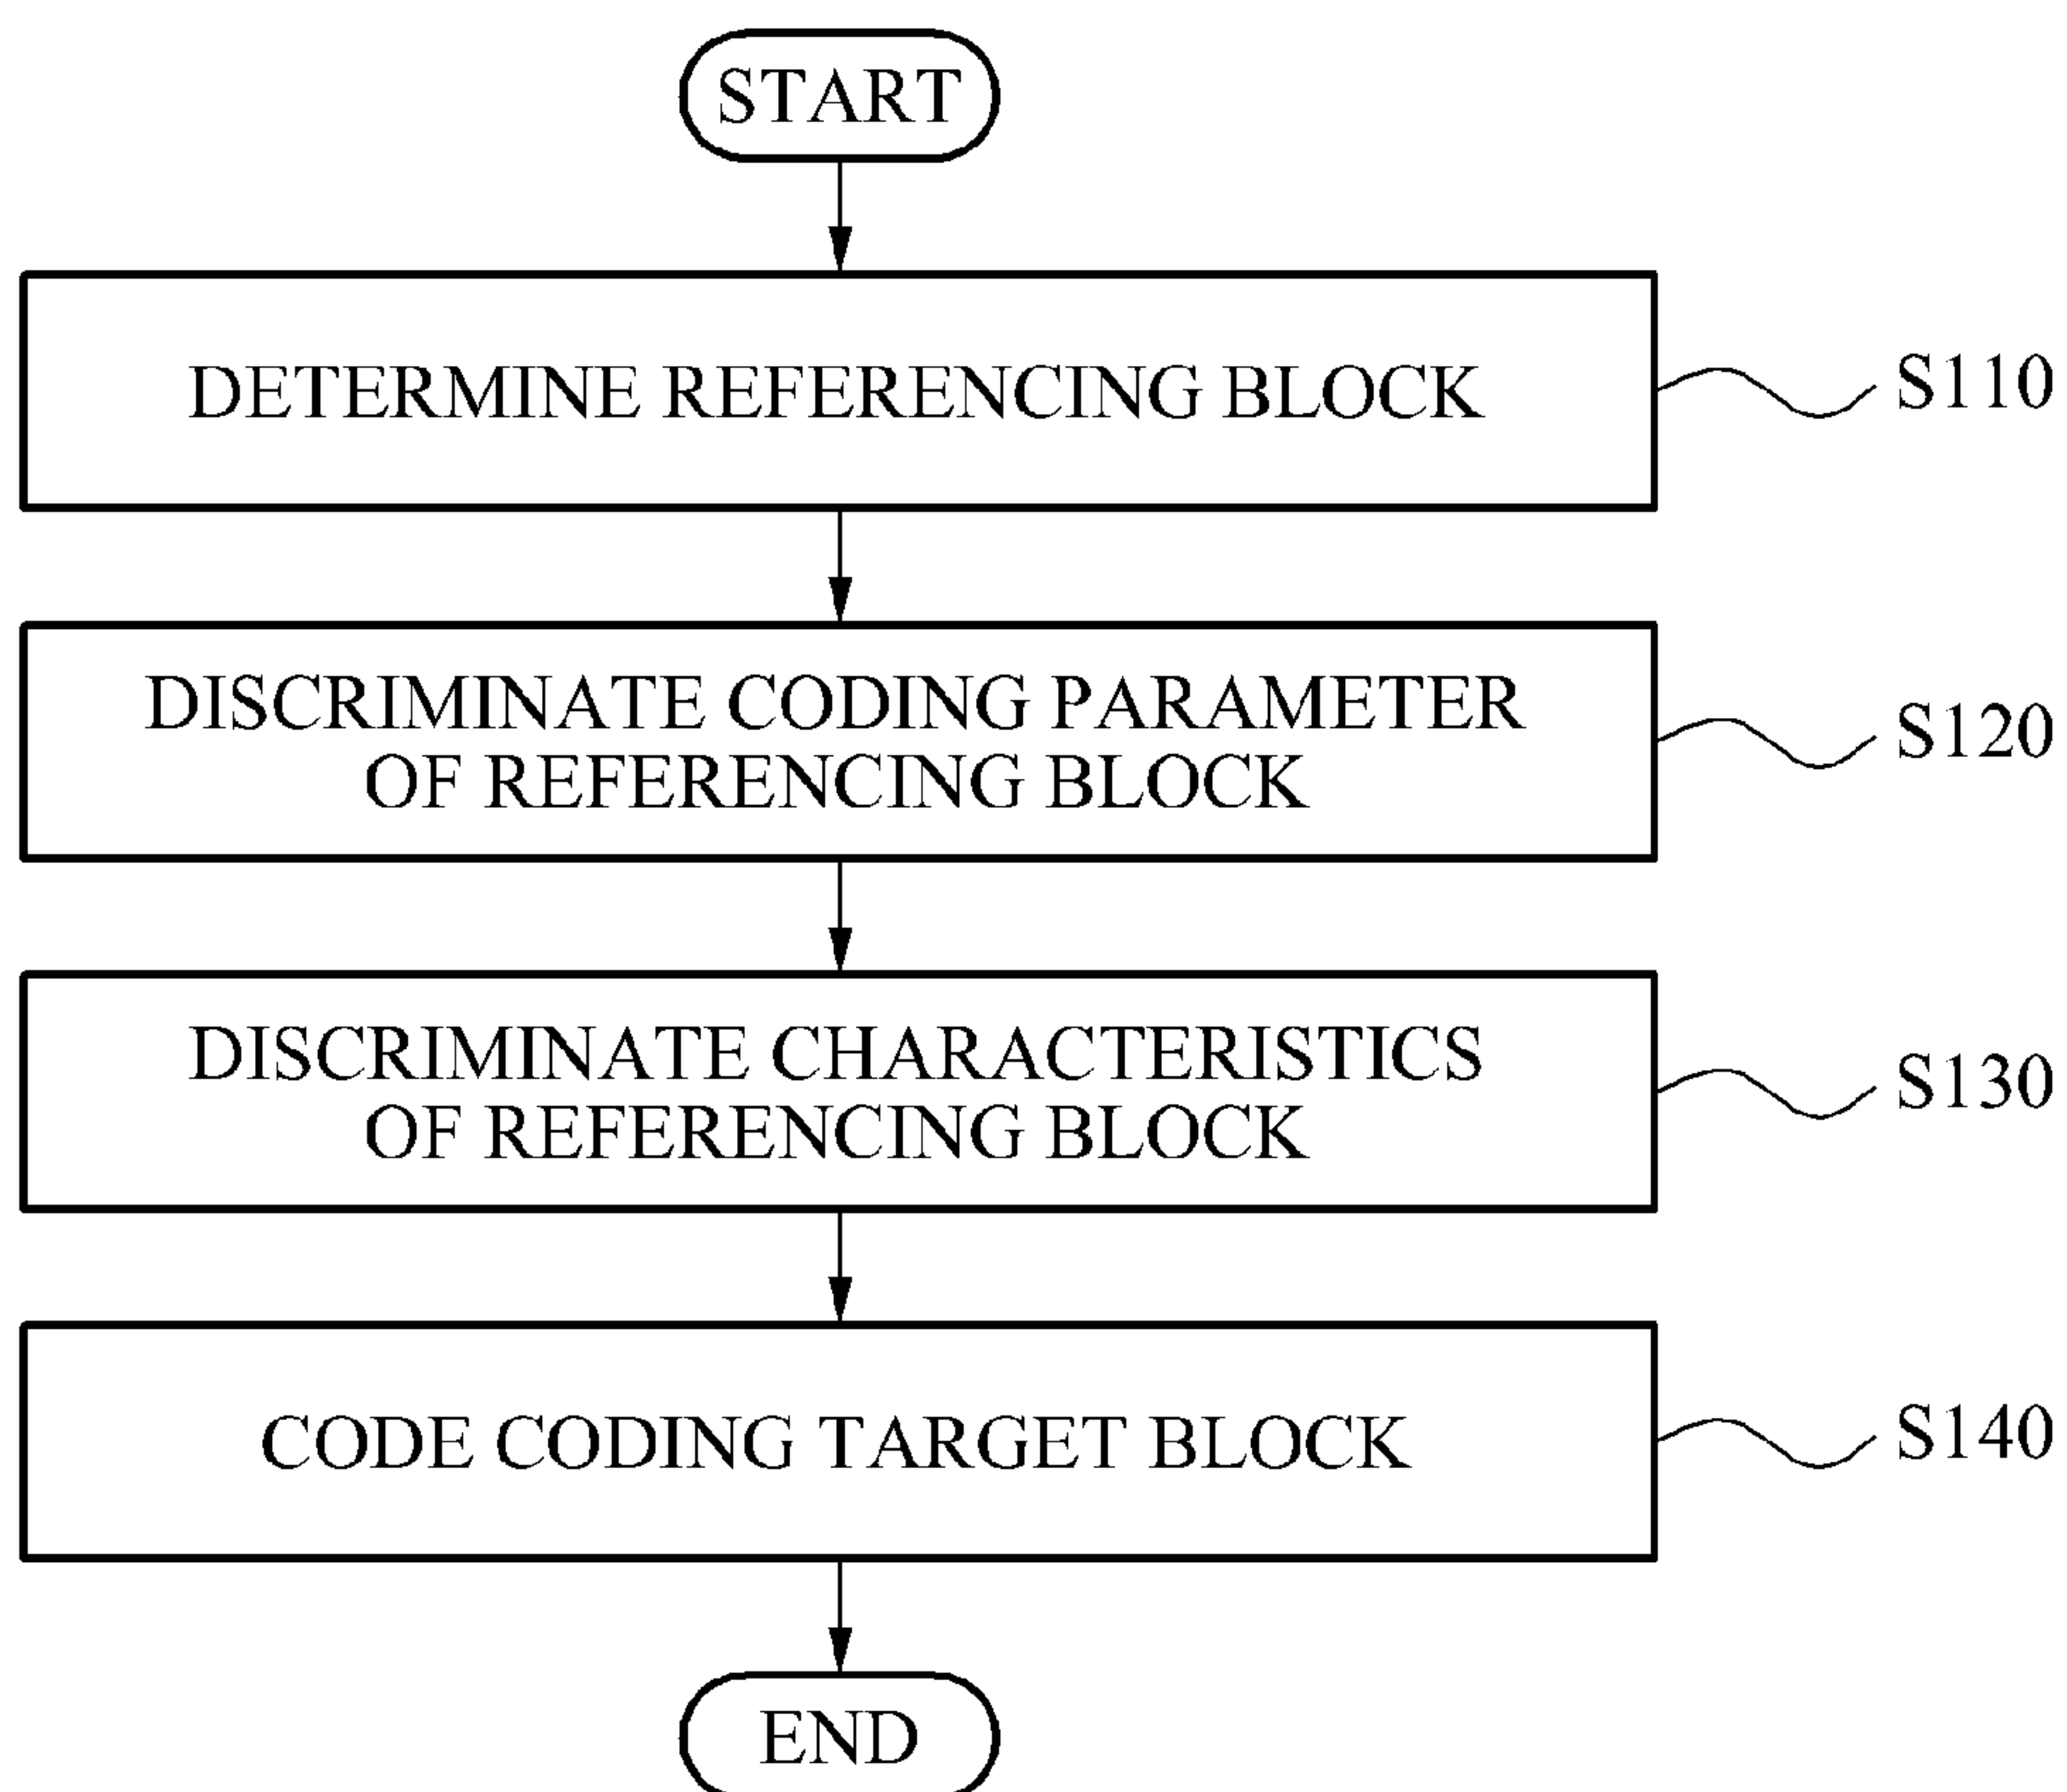 START
DETERMINE REFERENCING BLOCK
S110
DISCRIMINATE CODING PARAMETER
OF REFERENCING BLOCK
S120
DISCRIMINATE CHARACTERISTICS
OF REFERENCING BLOCK
S130
CODE CODING TARGET BLOCK
S140
END